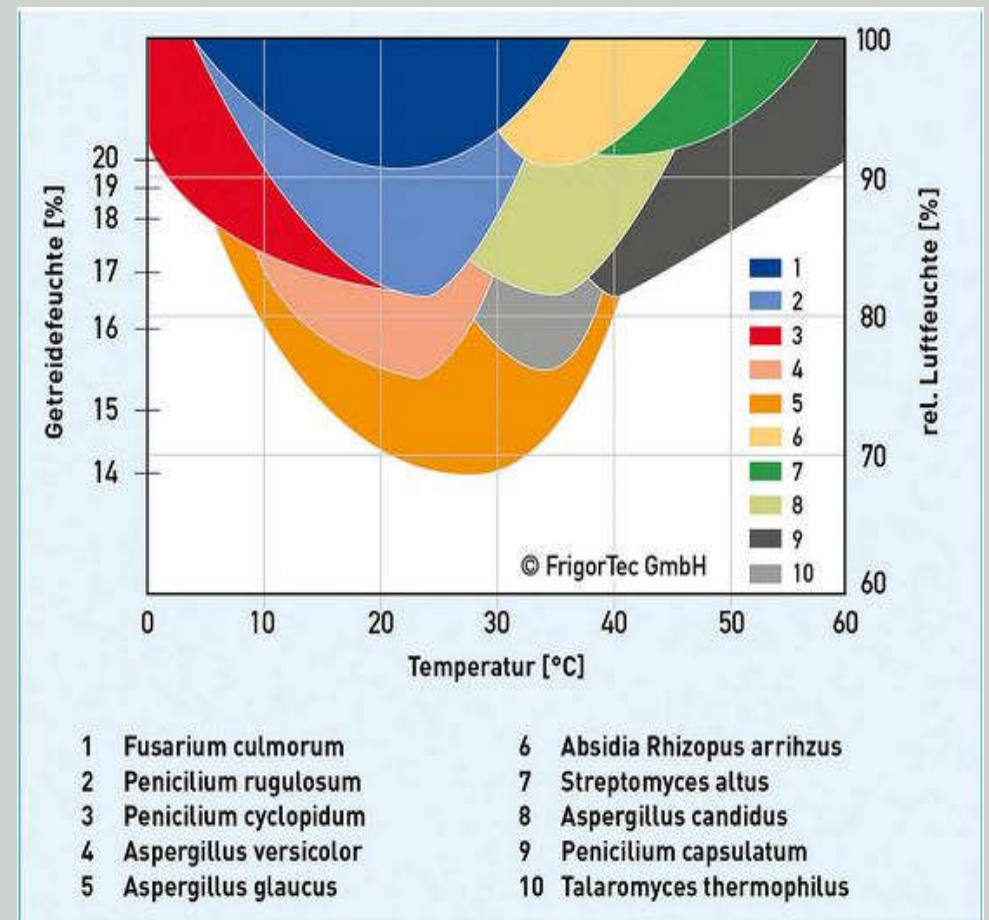 100
20
19
90
18
17
1
2
16
80
3
4
15
5
6
14
70
7
8
9
© FrigorTec GmbH
10
60
Getreidefeuchte [%]
rel. Luftfeuchte [%]
0 10 20 30 40 50 60
Temperatur [°C]
1 Fusarium culmorum
2 Penicilium rugulosum
3 Penicilium cyclopidum
4 Aspergillus versicolor
5 Aspergillus glaucus
6 Absidia Rhizopus arrihzus
7 Streptomyces altus
8 Aspergillus candidus
9 Penicilium capsulatum
10 Talaromyces thermophilus